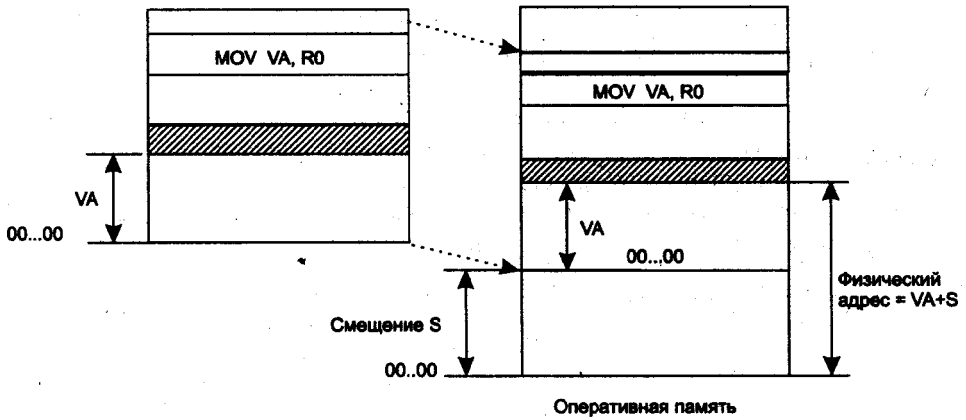 MOV VA, R0
MOV VA, R0
VA
VA
00...00
00...00
Физический
адрес = VA+S
Смещение S
00..00
Оперативная память